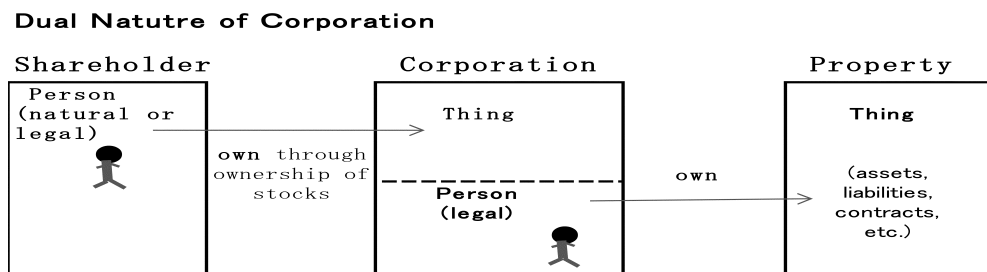 Dual Natutre of Corporation
Shareholder
Person
(natural or
legal)
own through
ownership of
stocks
Corporation
Thing
Person
(legal)
own
Property
Thing
(assets,
liabilities,
contracts,
etc.)